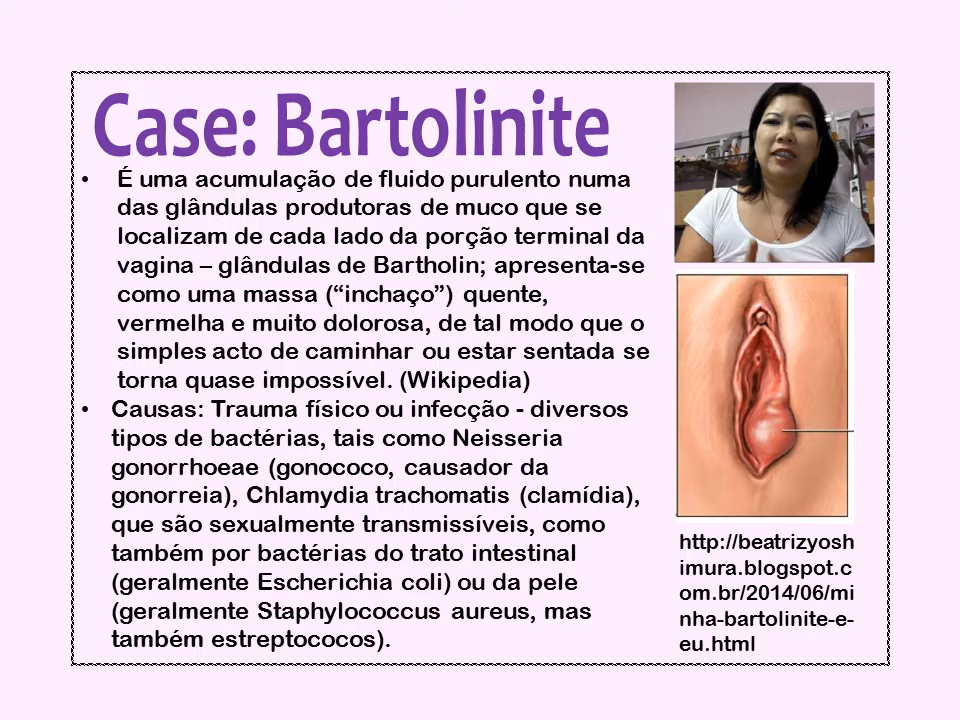 Case: Bartolinite
• É uma acumulação de fluido purulento numa
das glândulas produtoras de muco que se
localizam de cada lado da porção terminal da
vagina – glândulas de Bartholin; apresenta-se
como uma massa (“inchaço”) quente,
vermelha e muito dolorosa, de tal modo que o
simples acto de caminhar ou estar sentada se
torna quase impossível. (Wikipedia)
• Causas: Trauma físico ou infecção - diversos
tipos de bactérias, tais como Neisseria
gonorrhoeae (gonococo, causador da
gonorreia), Chlamydia trachomatis (clamídia),
que são sexualmente transmissíveis, como
também por bactérias do trato intestinal
(geralmente Escherichia coli) ou da pele
(geralmente Staphylococcus aureus, mas
também estreptococos).
http://beatrizyosh
imura.blogspot.c
om.br/2014/06/mi
nha-bartolinite-e-
eu.html